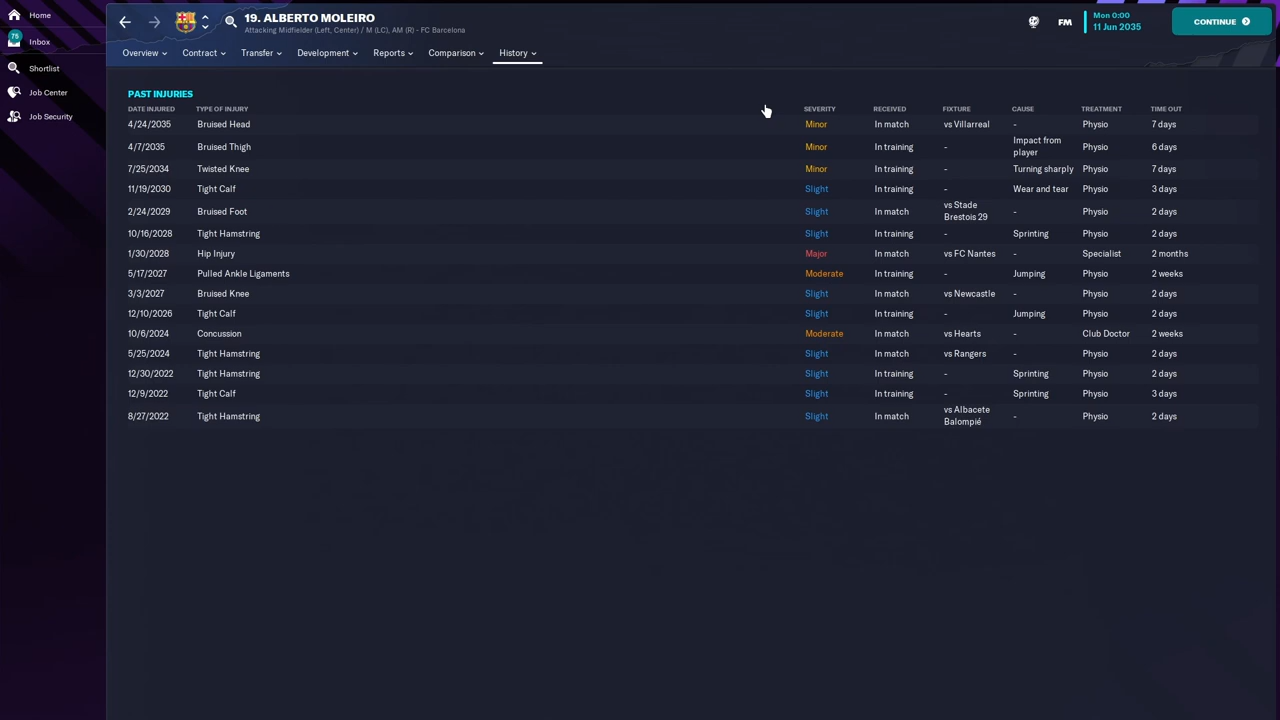 Home
75
Inbox
Shortlist
Job Center
Job Security
19. ALBERTO MOLEIRO
Attacking Midfielder (Left, Center) / M (LC), AM (R) - FC Barcelona
FM
Mon 0:00
11 Jun 2035
CONTINUE
Overview
Contract
Transfer
Development
Reports
Comparison
History
PAST INJURIES
DATE INJURED TYPE OF INJURY SEVERITY RECEIVED FIXTURE CAUSE TREATMENT TIME OUT
4/24/2035 Bruised Head Minor In match vs Villarreal - Physio 7 days
4/7/2035 Bruised Thigh Minor In training - Impact from player Physio 6 days
7/25/2034 Twisted Knee Minor In training - Turning sharply Physio 7 days
11/19/2030 Tight Calf Slight In training - Wear and tear Physio 3 days
2/24/2029 Bruised Foot Slight In match vs Stade Brestois 29 - Physio 2 days
10/16/2028 Tight Hamstring Slight In training - Sprinting Physio 2 days
1/30/2028 Hip Injury Major In match vs FC Nantes - Specialist 2 months
5/17/2027 Pulled Ankle Ligaments Moderate In training - Jumping Physio 2 weeks
3/3/2027 Bruised Knee Slight In match vs Newcastle - Physio 2 days
12/10/2026 Tight Calf Slight In training - Jumping Physio 2 days
10/6/2024 Concussion Moderate In match vs Hearts - Club Doctor 2 weeks
5/25/2024 Tight Hamstring Slight In match vs Rangers - Physio 2 days
12/30/2022 Tight Hamstring Slight In training - Sprinting Physio 2 days
12/9/2022 Tight Calf Slight In training - Sprinting Physio 3 days
8/27/2022 Tight Hamstring Slight In match vs Albacete Balompié - Physio 2 days